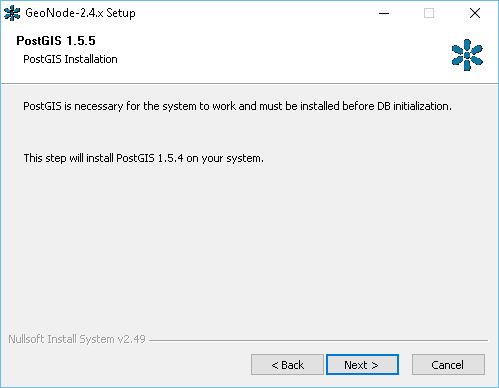 GeoNode-2.4.x Setup
PostGIS 1.5.5
PostGIS Installation
PostGIS is necessary for the system to work and must be installed before DB initialization.
This step will install PostGIS 1.5.4 on your system.
Nullsoft Install System v2.49
< Back
Next >
Cancel